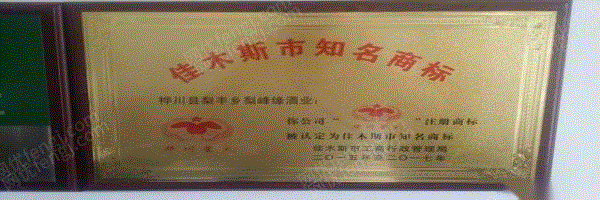 佳木斯市知名商标
桦川县梨丰乡梨峰缘酒业：
你公司“ ”注册商标
被认定为佳木斯市知名商标
佳木斯市工商行政管理局
二〇一五年至二〇一七年